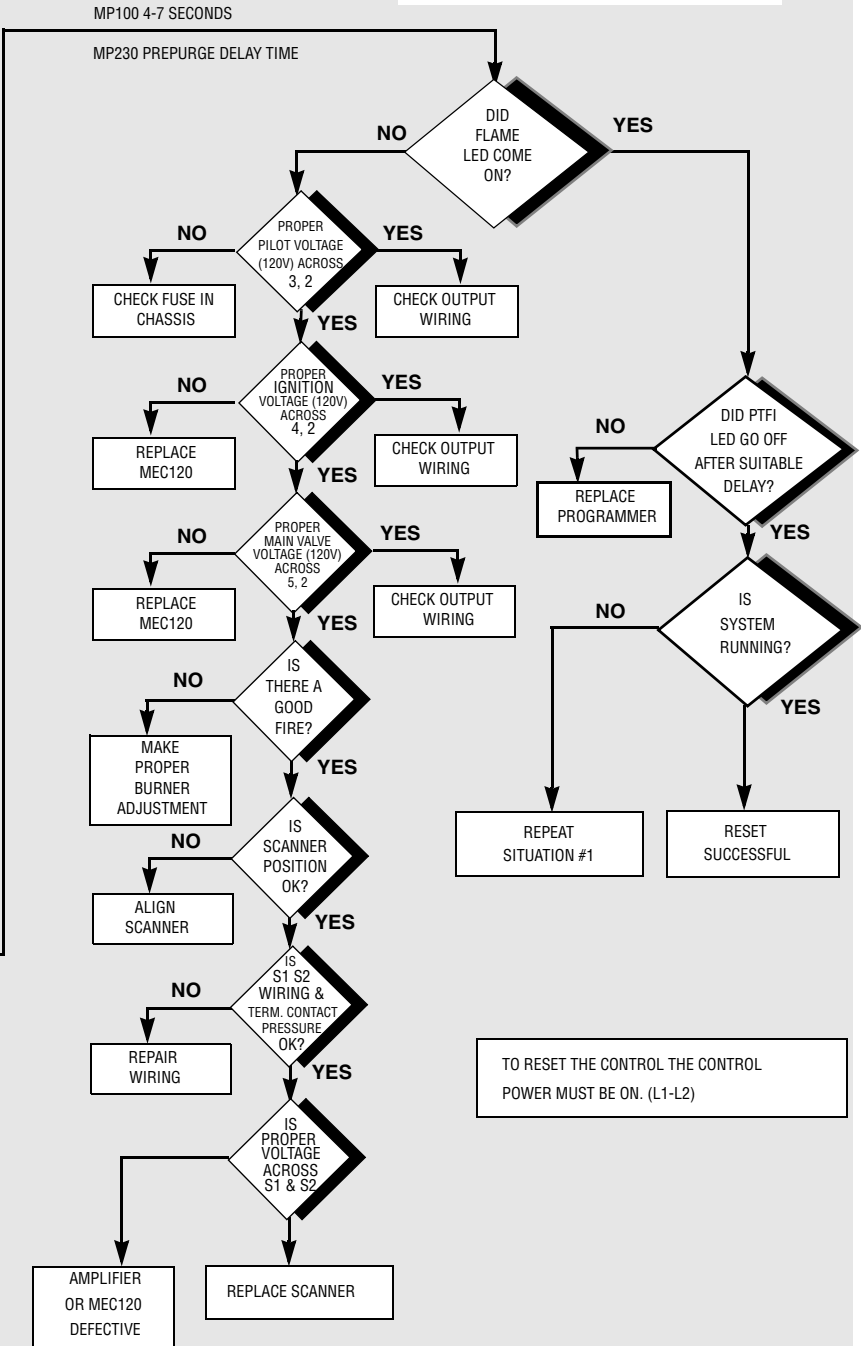 MP100 4-7 SECONDS
MP230 PREPURGE DELAY TIME
DID
FLAME
LED COME
ON?
NO
YES
PROPER
PILOT VOLTAGE
(120V) ACROSS
3, 2
NO
YES
CHECK FUSE IN
CHASSIS
CHECK OUTPUT
WIRING
YES
PROPER
IGNITION
VOLTAGE (120V)
ACROSS
4, 2
NO
YES
REPLACE
MEC120
CHECK OUTPUT
WIRING
YES
PROPER
MAIN VALVE
VOLTAGE (120V)
ACROSS
5, 2
NO
YES
REPLACE
MEC120
CHECK OUTPUT
WIRING
YES
IS
THERE A
GOOD
FIRE?
NO
MAKE
PROPER
BURNER
ADJUSTMENT
YES
IS
SCANNER
POSITION
OK?
NO
ALIGN
SCANNER
YES
IS
S1 S2
WIRING &
TERM. CONTACT
PRESSURE
OK?
NO
REPAIR
WIRING
YES
IS
PROPER
VOLTAGE
ACROSS
S1 & S2
AMPLIFIER
OR MEC120
DEFECTIVE
REPLACE SCANNER
DID PTFI
LED GO OFF
AFTER SUITABLE
DELAY?
NO
REPLACE
PROGRAMMER
YES
IS
SYSTEM
RUNNING?
NO
YES
REPEAT
SITUATION #1
RESET
SUCCESSFUL
TO RESET THE CONTROL THE CONTROL
POWER MUST BE ON. (L1-L2)